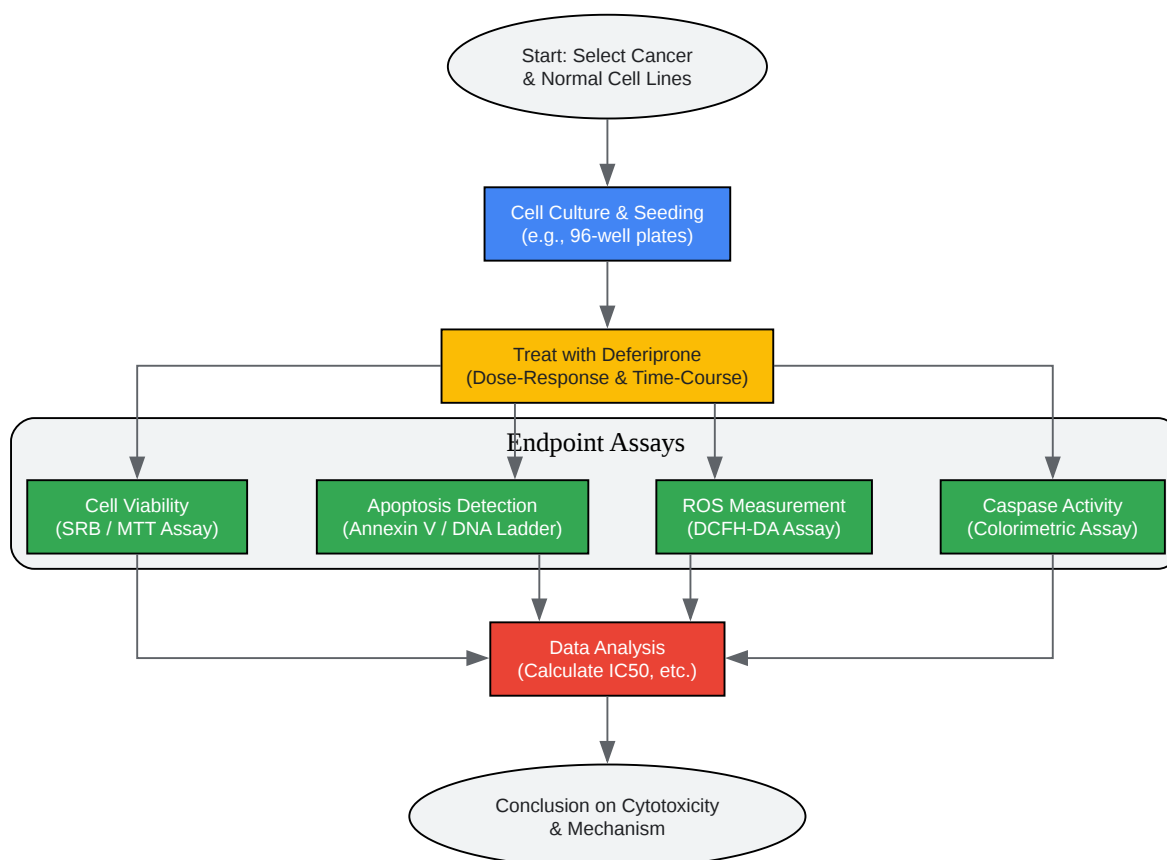 Start: Select Cancer
& Normal Cell Lines
Cell Culture & Seeding
(e.g., 96-well plates)
Treat with Deferiprone
(Dose-Response & Time-Course)
Endpoint Assays
Cell Viability
(SRB / MTT Assay)
Apoptosis Detection
(Annexin V / DNA Ladder)
ROS Measurement
(DCFH-DA Assay)
Caspase Activity
(Colorimetric Assay)
Data Analysis
(Calculate IC50, etc.)
Conclusion on Cytotoxicity
& Mechanism